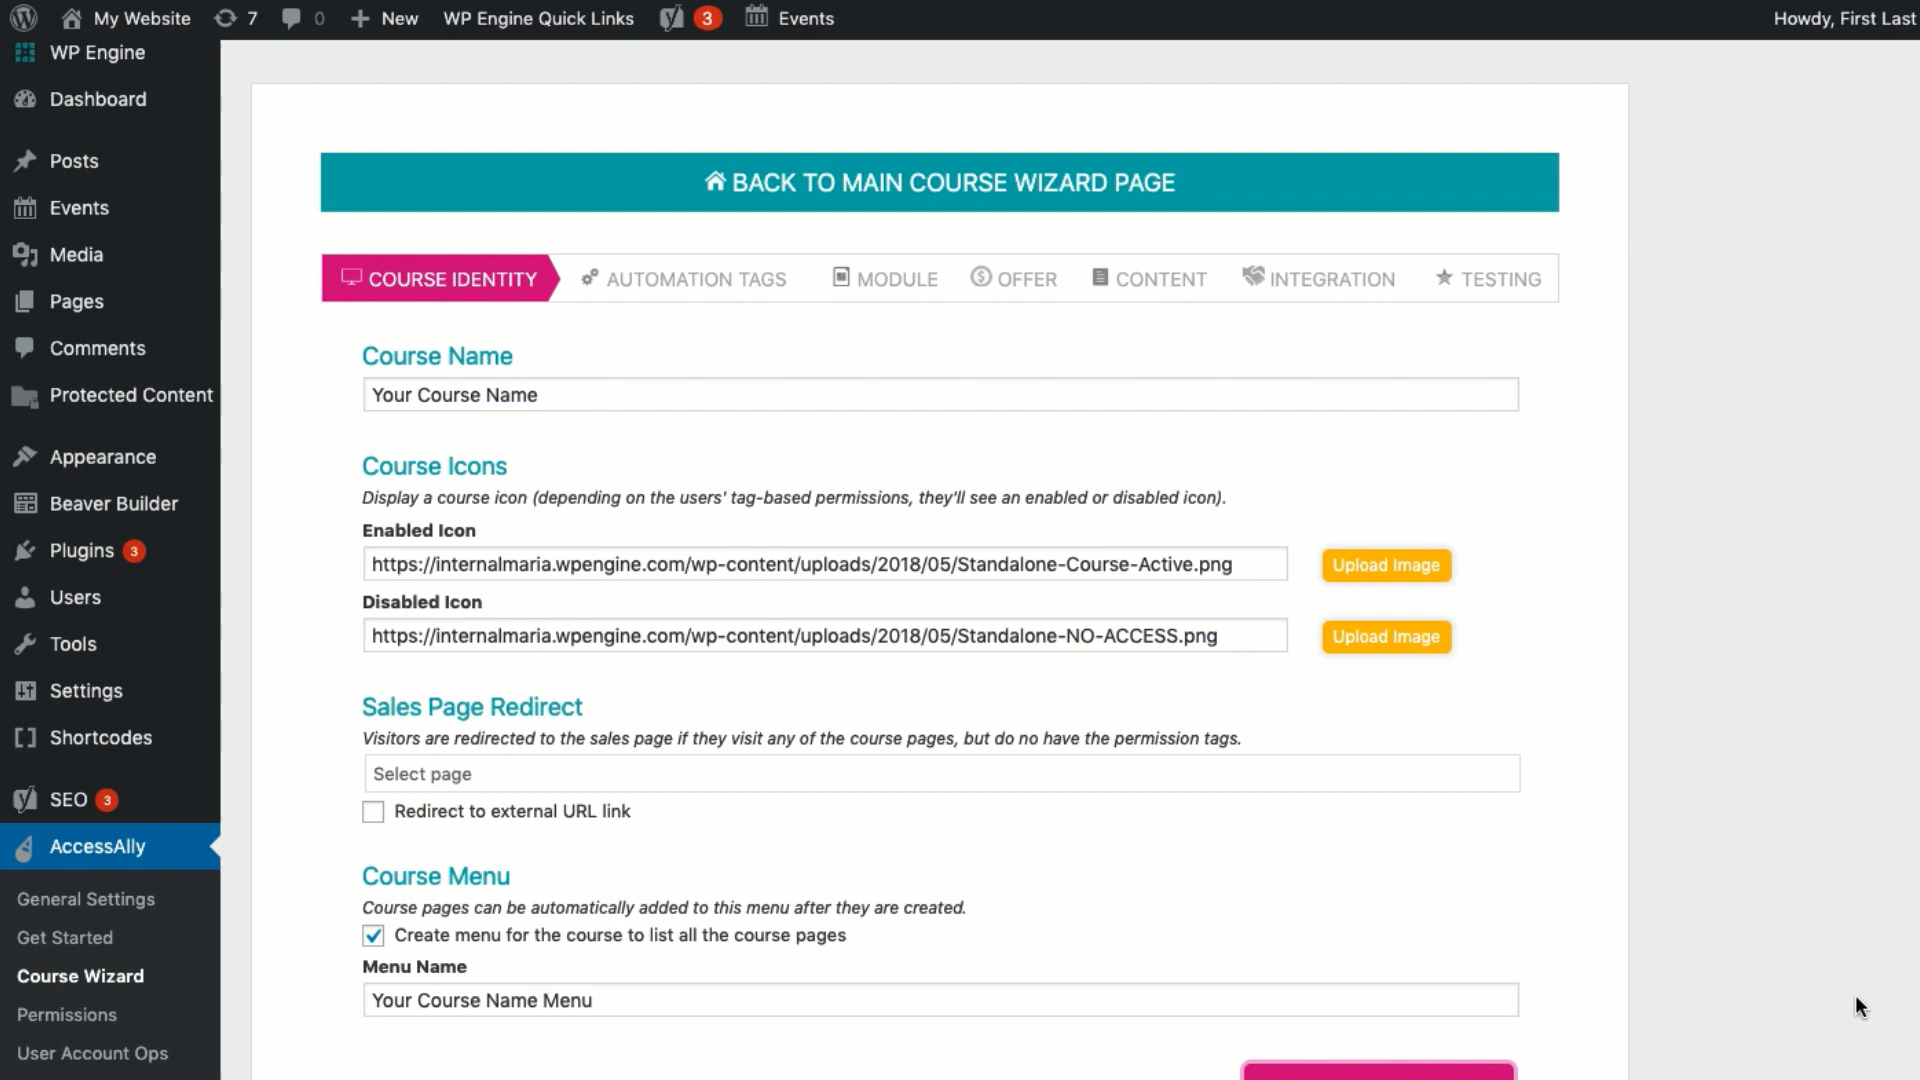 My Website 7 0 New WP Engine Quick Links 3 Events Howdy, First Last
WP Engine
Dashboard
Posts
Events
Media
Pages
Comments
Protected Content
Appearance
Beaver Builder
Plugins 3
Users
Tools
Settings
Shortcodes
SEO 3
AccessAlly
General Settings
Get Started
Course Wizard
Permissions
User Account Ops
BACK TO MAIN COURSE WIZARD PAGE
COURSE IDENTITY AUTOMATION TAGS MODULE OFFER CONTENT INTEGRATION TESTING
Course Name
Your Course Name
Course Icons
Display a course icon (depending on the users' tag-based permissions, they'll see an enabled or disabled icon).
Enabled Icon
https://internalmaria.wpengine.com/wp-content/uploads/2018/05/Standalone-Course-Active.png Upload Image
Disabled Icon
https://internalmaria.wpengine.com/wp-content/uploads/2018/05/Standalone-NO-ACCESS.png Upload Image
Sales Page Redirect
Visitors are redirected to the sales page if they visit any of the course pages, but do no have the permission tags.
Select page
Redirect to external URL link
Course Menu
Course pages can be automatically added to this menu after they are created.
Create menu for the course to list all the course pages
Menu Name
Your Course Name Menu